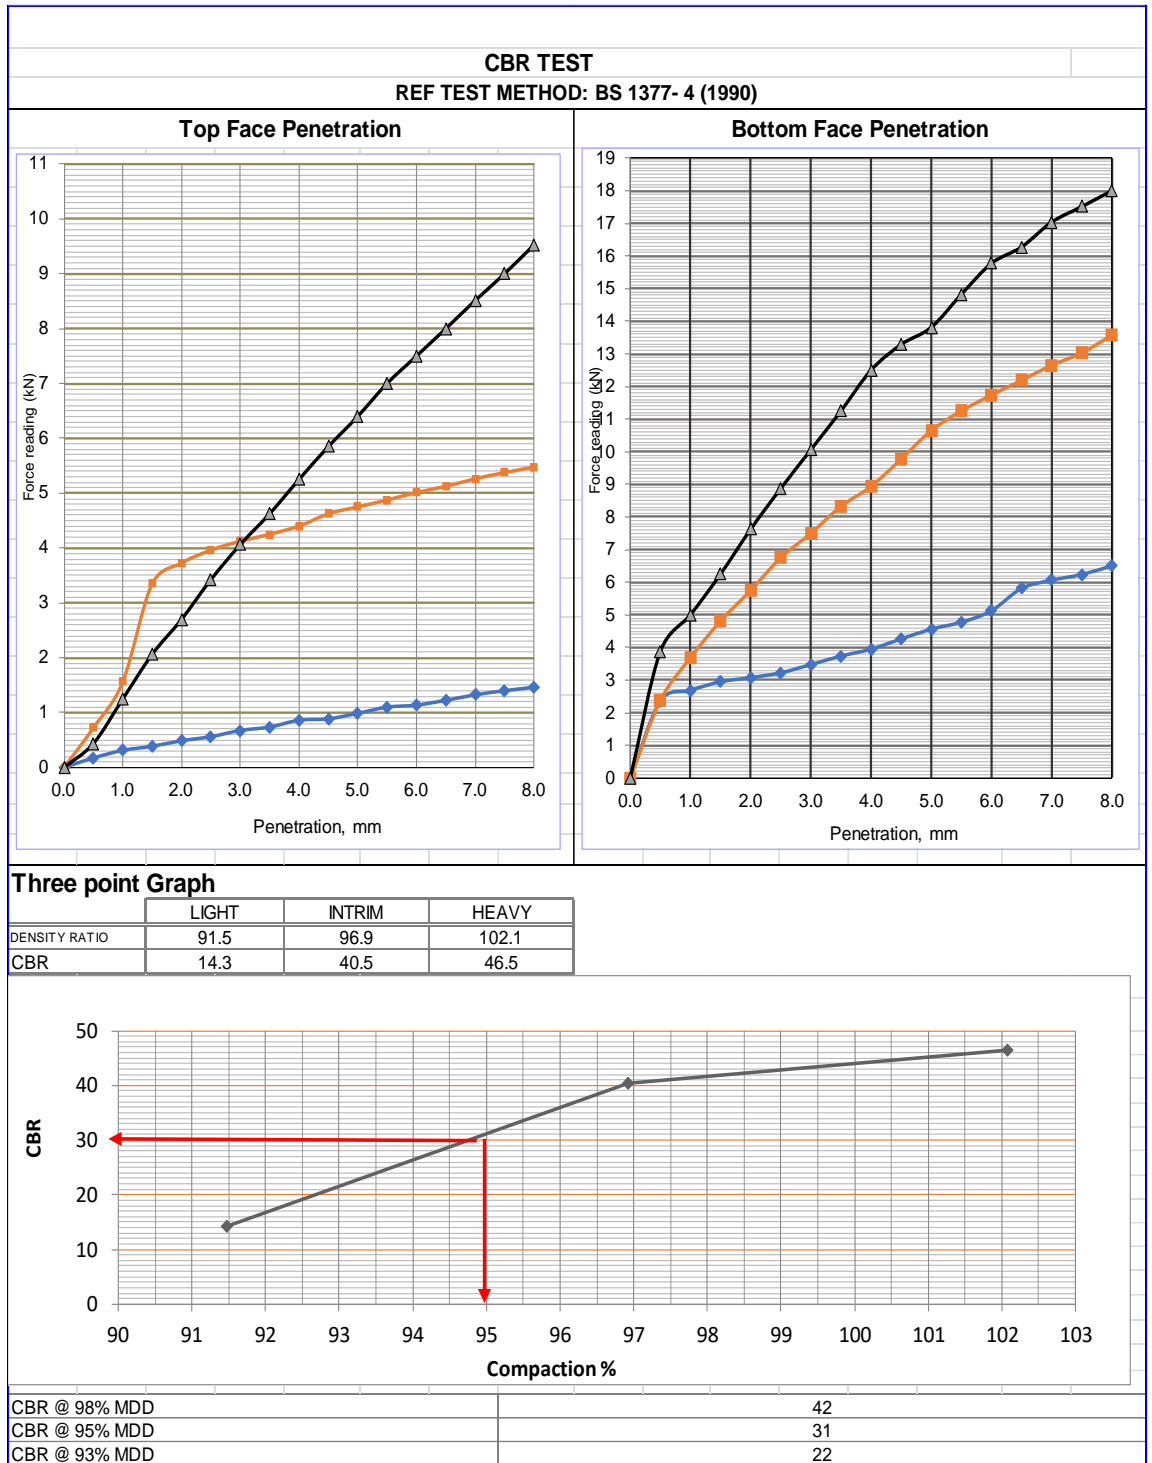 CBR TEST
REF TEST METHOD: BS 1377- 4 (1990)
Top Face Penetration
Bottom Face Penetration
11
10
9
8
7
6
5
4
3
2
1
0
Force reading (kN)
0.0 1.0 2.0 3.0 4.0 5.0 6.0 7.0 8.0
Penetration, mm
19
18
17
16
15
14
13
12
11
10
9
8
7
6
5
4
3
2
1
0
Force reading (kN)
0.0 1.0 2.0 3.0 4.0 5.0 6.0 7.0 8.0
Penetration, mm
Three point Graph
LIGHT INTRIM HEAVY
DENSITY RATIO 91.5 96.9 102.1
CBR 14.3 40.5 46.5
50
40
30
20
10
0
CBR
90 91 92 93 94 95 96 97 98 99 100 101 102 103
Compaction %
CBR @ 98% MDD 42
CBR @ 95% MDD 31
CBR @ 93% MDD 22